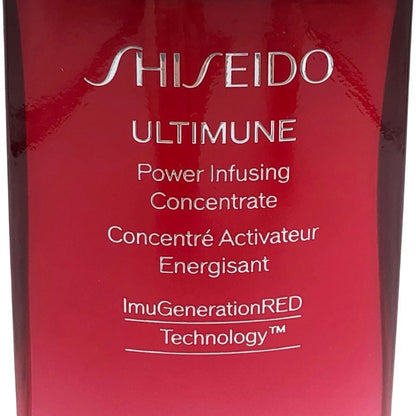 SHISEIDO
ULTIMUNE
Power Infusing
Concentrate
Concentré Activateur
Energisant
ImuGenerationRED
Technology™